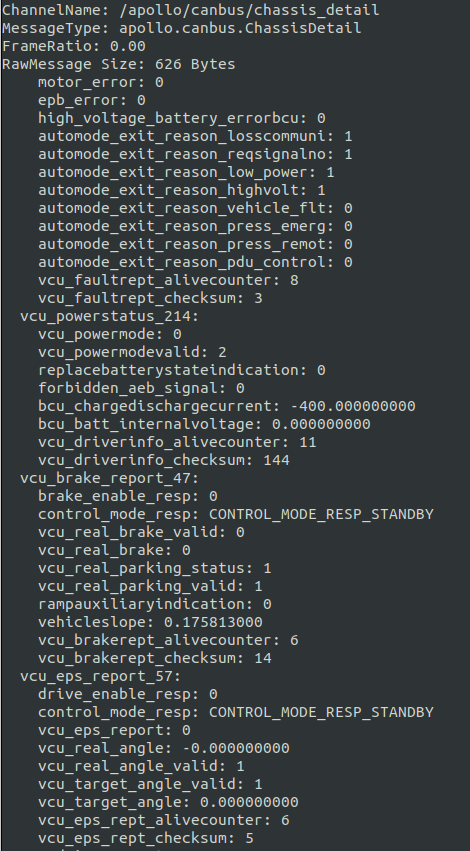 ChannelName: /apollo/canbus/chassis_detail
MessageType: apollo.canbus.ChassisDetail
FrameRatio: 0.00
RawMessage Size: 626 Bytes
    motor_error: 0
    epb_error: 0
    high_voltage_battery_errorbcu: 0
    automode_exit_reason_losscommuni: 1
    automode_exit_reason_reqsignalno: 1
    automode_exit_reason_low_power: 1
    automode_exit_reason_highvolt: 1
    automode_exit_reason_vehicle_flt: 0
    automode_exit_reason_press_emerg: 0
    automode_exit_reason_press_remot: 0
    automode_exit_reason_pdu_control: 0
    vcu_faultrept_alivecounter: 8
    vcu_faultrept_checksum: 3
  vcu_powerstatus_214:
    vcu_powermode: 0
    vcu_powermodevalid: 2
    replacebatterystateindication: 0
    forbidden_aeb_signal: 0
    bcu_chargedischargecurrent: -400.000000000
    bcu_batt_internalvoltage: 0.000000000
    vcu_driverinfo_alivecounter: 11
    vcu_driverinfo_checksum: 144
  vcu_brake_report_47:
    brake_enable_resp: 0
    control_mode_resp: CONTROL_MODE_RESP_STANDBY
    vcu_real_brake_valid: 0
    vcu_real_brake: 0
    vcu_real_parking_status: 1
    vcu_real_parking_valid: 1
    rampauxiliaryindication: 0
    vehicleslope: 0.175813000
    vcu_brakerept_alivecounter: 6
    vcu_brakerept_checksum: 14
  vcu_eps_report_57:
    drive_enable_resp: 0
    control_mode_resp: CONTROL_MODE_RESP_STANDBY
    vcu_eps_report: 0
    vcu_real_angle: -0.000000000
    vcu_real_angle_valid: 1
    vcu_target_angle_valid: 1
    vcu_target_angle: 0.000000000
    vcu_eps_rept_alivecounter: 6
    vcu_eps_rept_checksum: 5